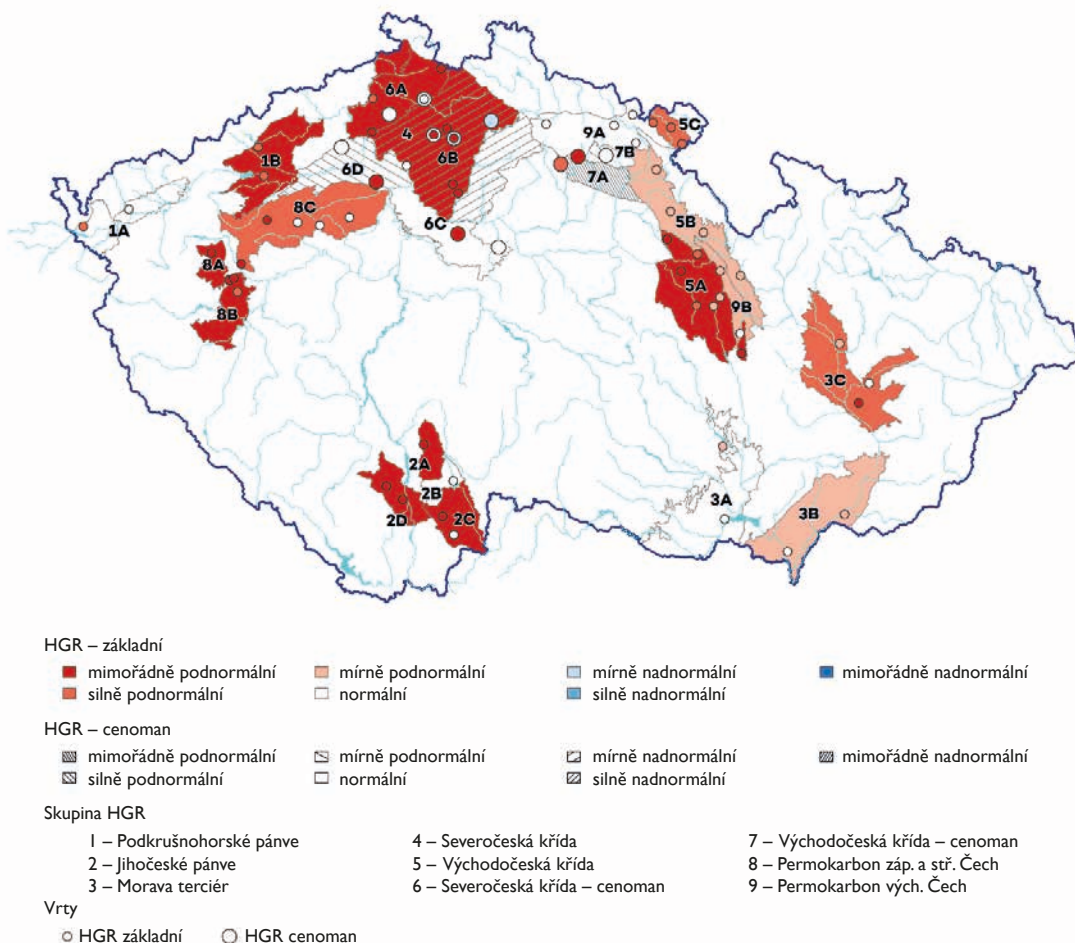 6A
5C
9A
4
7B
1B
6B
6D
7A
8C
5B
6C
1A
8A
5A
9B
8B
3C
2A
2B
3A
3B
2D
2C
HGR – základní
mimořádně podnormální mírně podnormální mírně nadnormální mimořádně nadnormální
silně podnormální normální silně nadnormální
HGR – cenoman
mimořádně podnormální mírně podnormální mírně nadnormální mimořádně nadnormální
silně podnormální normální silně nadnormální
Skupina HGR
1 – Podkrušnohorské pánve 4 – Severočeská křída 7 – Východočeská křída – cenoman
2 – Jihočeské pánve 5 – Východočeská křída 8 – Permokarbon záp. a stř. Čech
3 – Morava terciér 6 – Severočeská křída – cenoman 9 – Permokarbon vých. Čech
Vrty
HGR základní HGR cenoman